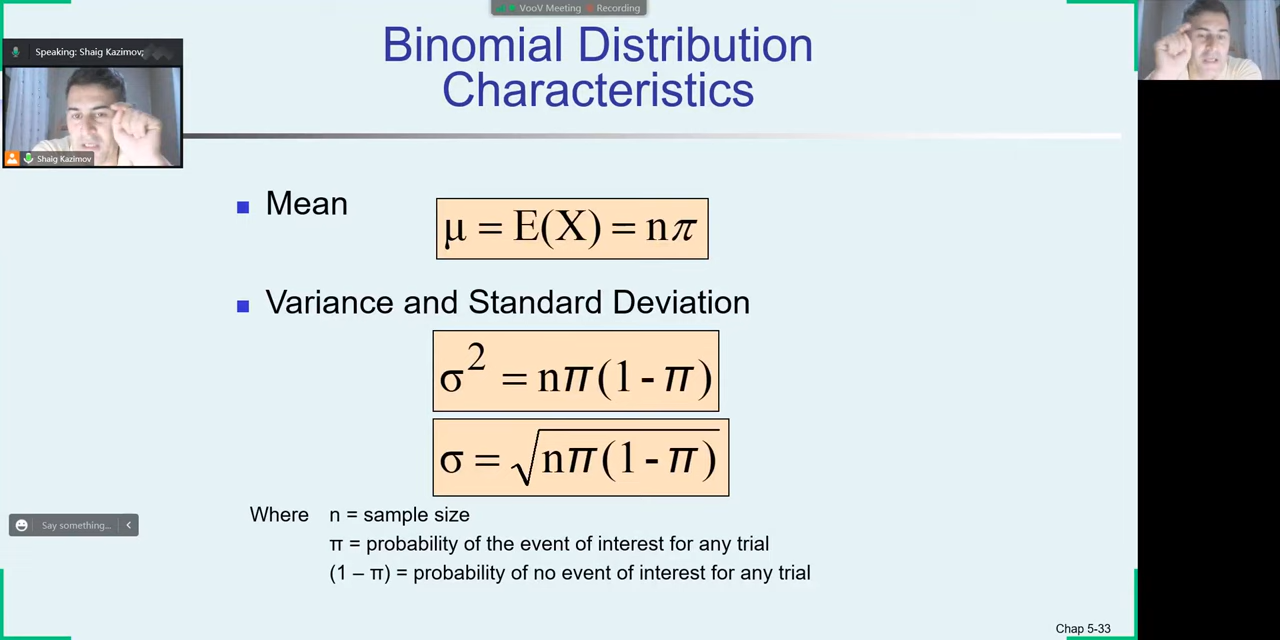 VooV Meeting Recording
Speaking: Shaig Kazimov;
Shaig Kazimov
Binomial Distribution
Characteristics
Mean
μ = E(X) = nπ
Variance and Standard Deviation
σ² = nπ(1 - π)
σ = √nπ(1 - π)
Where n = sample size
π = probability of the event of interest for any trial
(1 – π) = probability of no event of interest for any trial
Say something...
Chap 5-33